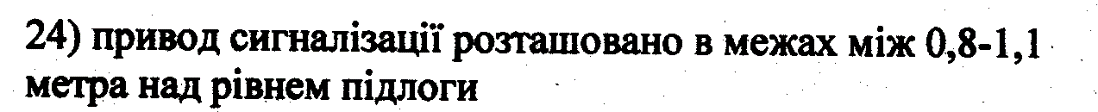 24) привод сигналізації розташовано в межах між 0,8-1,1
метра над рівнем підлоги